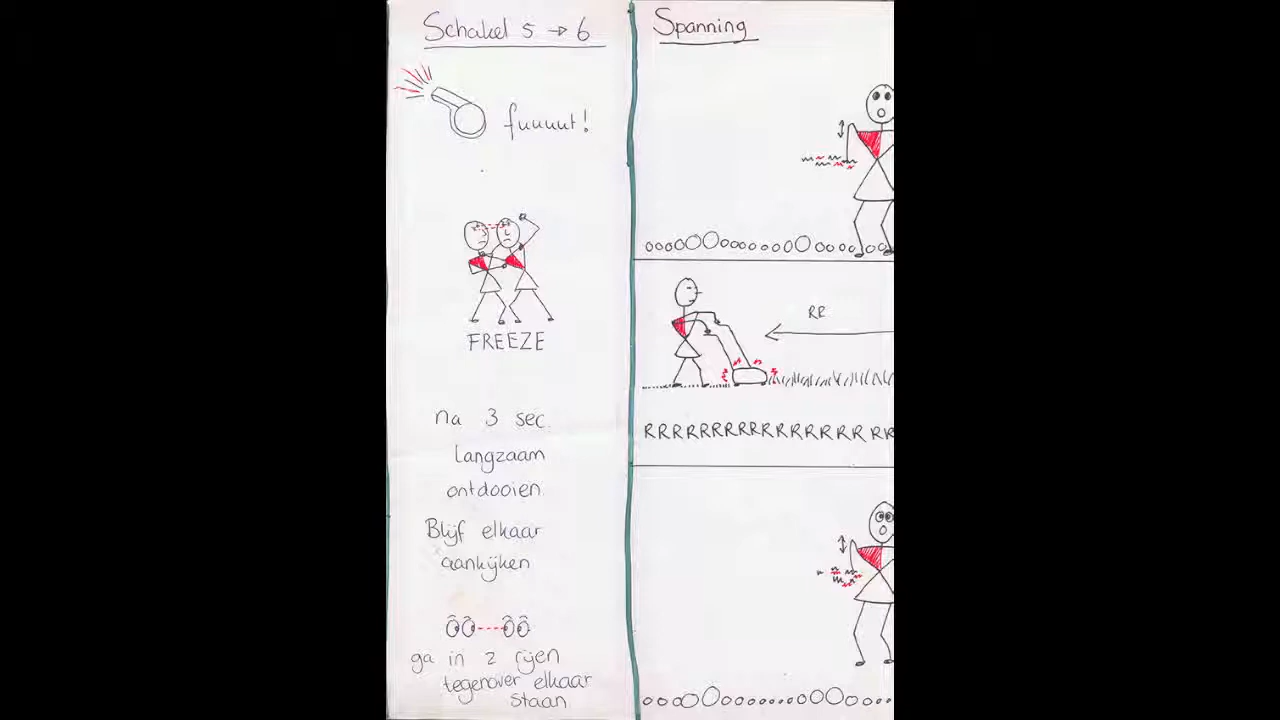 Schakel 5 → 6
fuuuut!
FREEZE
na 3 sec.
langzaam
ontdooien.
Blijf elkaar
aankijken
ga in 2 rijen
tegenover elkaar
staan
Spanning
RR
RRRRRRRRRRRRRRRRRR RR